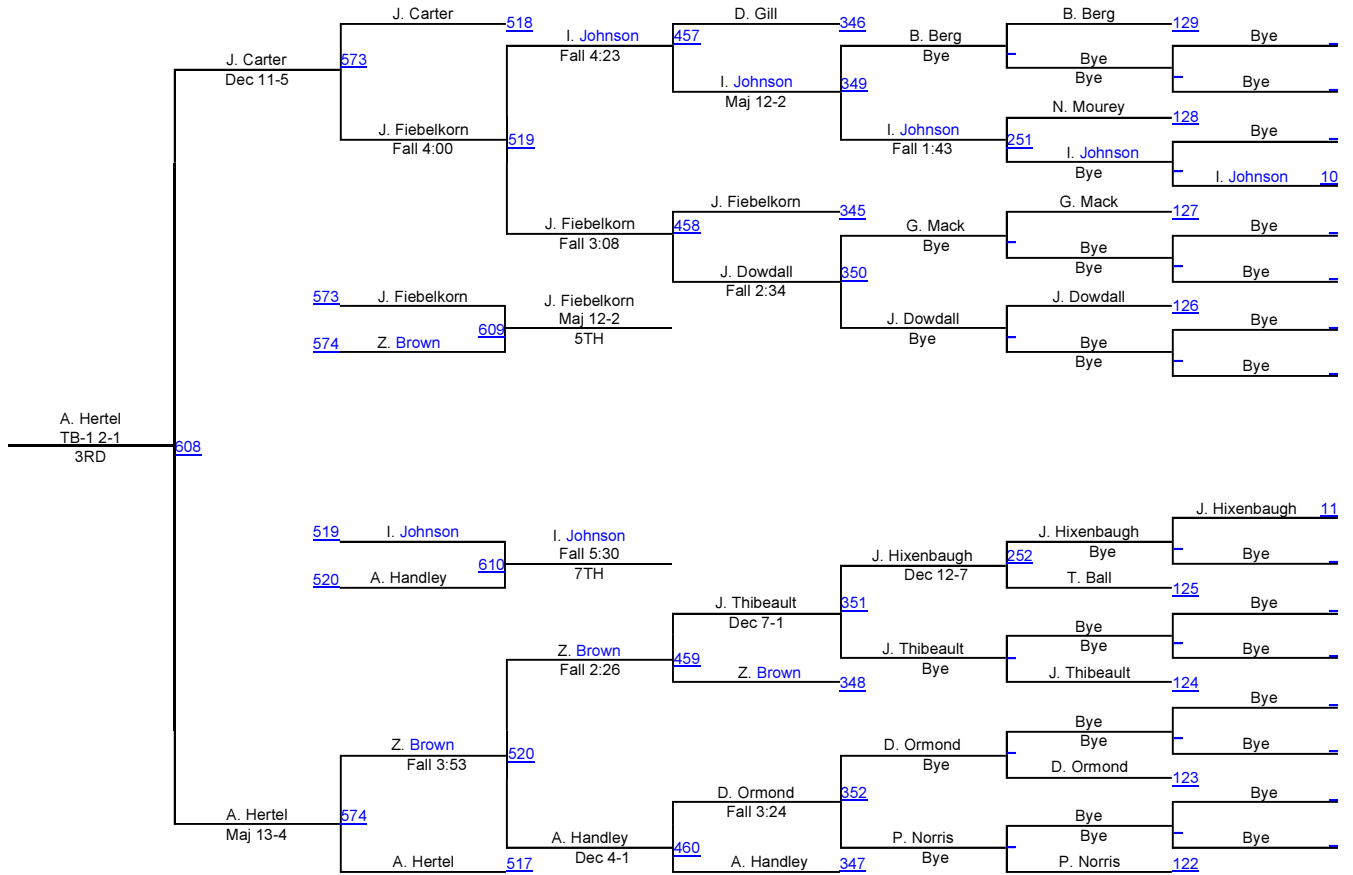 J. Carter
518
D. Gill
346
B. Berg
129
I. Johnson
457
Fall 4:23
B. Berg
Bye
Bye
J. Carter
Dec 11-5
573
Bye
Bye
I. Johnson
Maj 12-2
349
Bye
N. Mourey
128
J. Fiebelkorn
Fall 4:00
519
I. Johnson
Fall 1:43
251
Bye
I. Johnson
Bye
I. Johnson
10
J. Fiebelkorn
345
G. Mack
127
J. Fiebelkorn
Fall 3:08
458
G. Mack
Bye
Bye
Bye
Bye
J. Dowdall
Fall 2:34
350
Bye
573
J. Fiebelkorn
J. Fiebelkorn
Maj 12-2
5TH
J. Dowdall
126
609
J. Dowdall
Bye
Bye
574
Z. Brown
Bye
Bye
Bye
A. Hertel
TB-1 2-1
3RD
608
J. Hixenbaugh
11
519
I. Johnson
I. Johnson
Fall 5:30
7TH
J. Hixenbaugh
Bye
610
J. Hixenbaugh
Dec 12-7
252
Bye
520
A. Handley
T. Ball
125
J. Thibeault
Dec 7-1
351
Bye
Bye
Bye
Z. Brown
Fall 2:26
459
J. Thibeault
Bye
Bye
Z. Brown
348
J. Thibeault
124
Bye
Bye
Bye
Z. Brown
Fall 3:53
520
D. Ormond
Bye
Bye
D. Ormond
123
D. Ormond
Fall 3:24
352
Bye
A. Hertel
Maj 13-4
574
Bye
Bye
A. Handley
Dec 4-1
460
P. Norris
Bye
Bye
A. Hertel
517
A. Handley
347
P. Norris
122